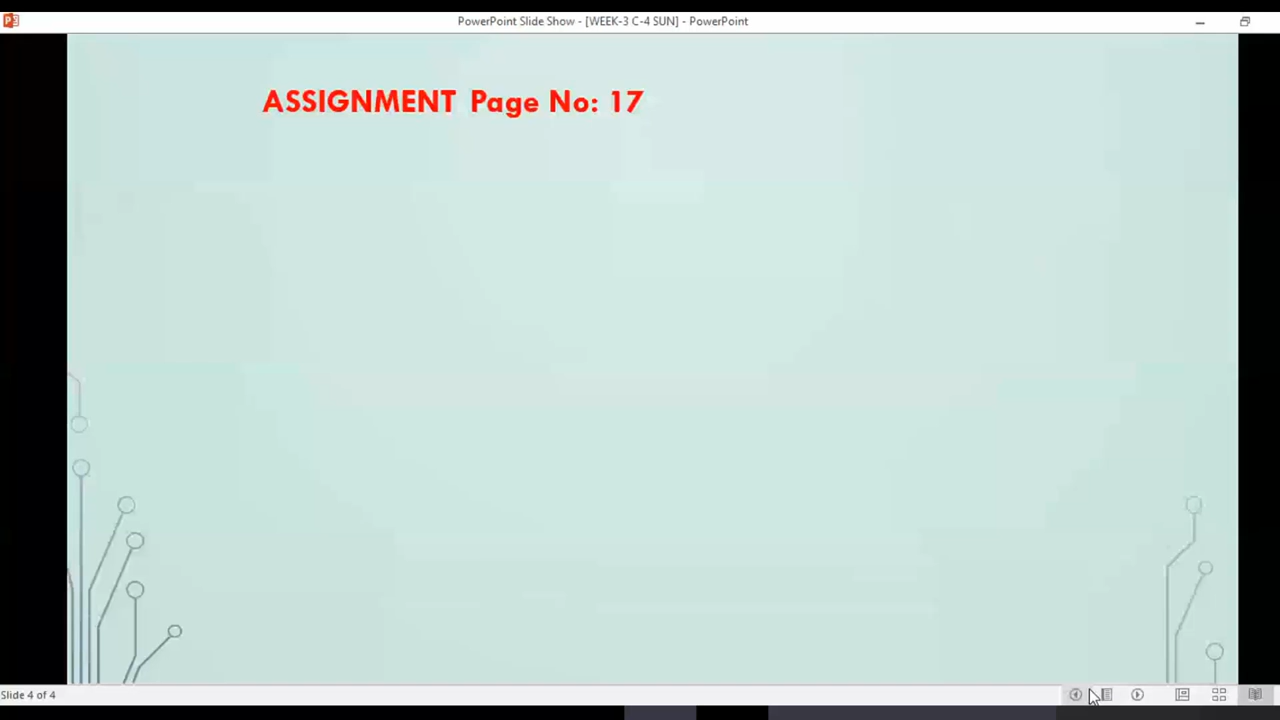 PowerPoint Slide Show - [WEEK-3 C-4 SUN] - PowerPoint
ASSIGNMENT Page No: 17
Slide 4 of 4